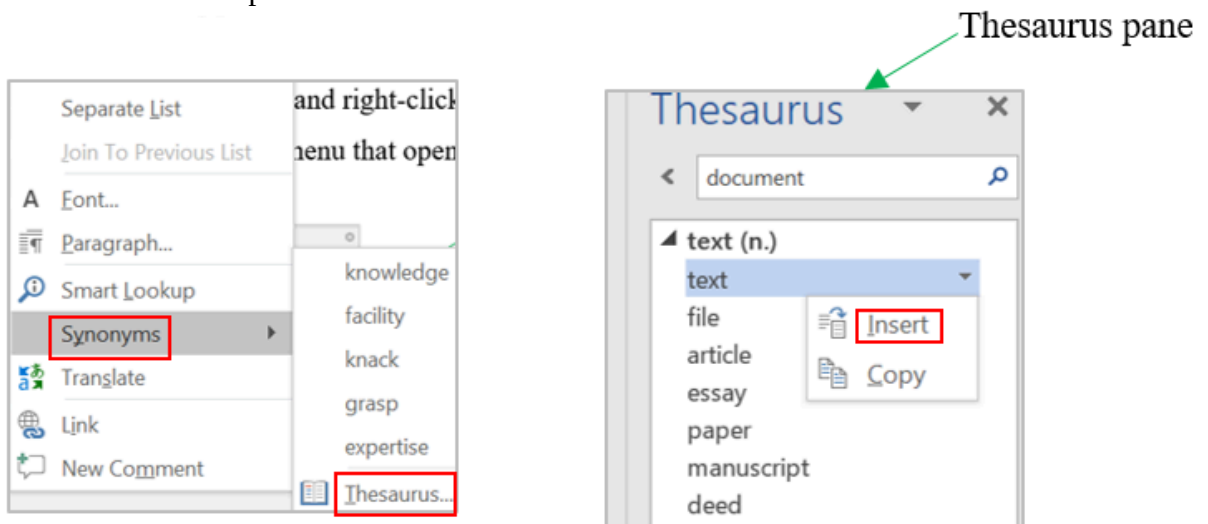 Thesaurus pane
Separate List
Join To Previous List
Font...
Paragraph...
Smart Lookup
Synonyms
Translate
Link
New Comment
and right-click
menu that open
knowledge
facility
knack
grasp
expertise
Thesaurus...
Thesaurus
document
text (n.)
text
file
article
essay
paper
manuscript
deed
Insert
Copy